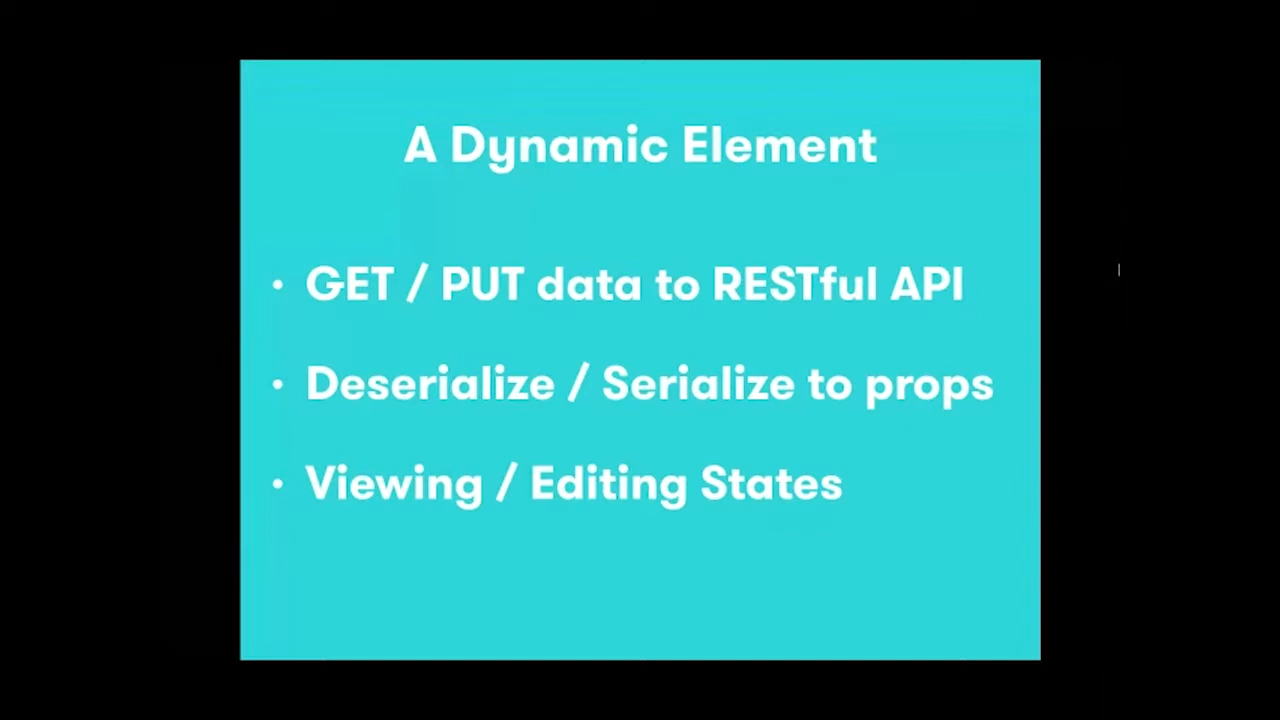 A Dynamic Element
• GET / PUT data to RESTful API
• Deserialize / Serialize to props
• Viewing / Editing States